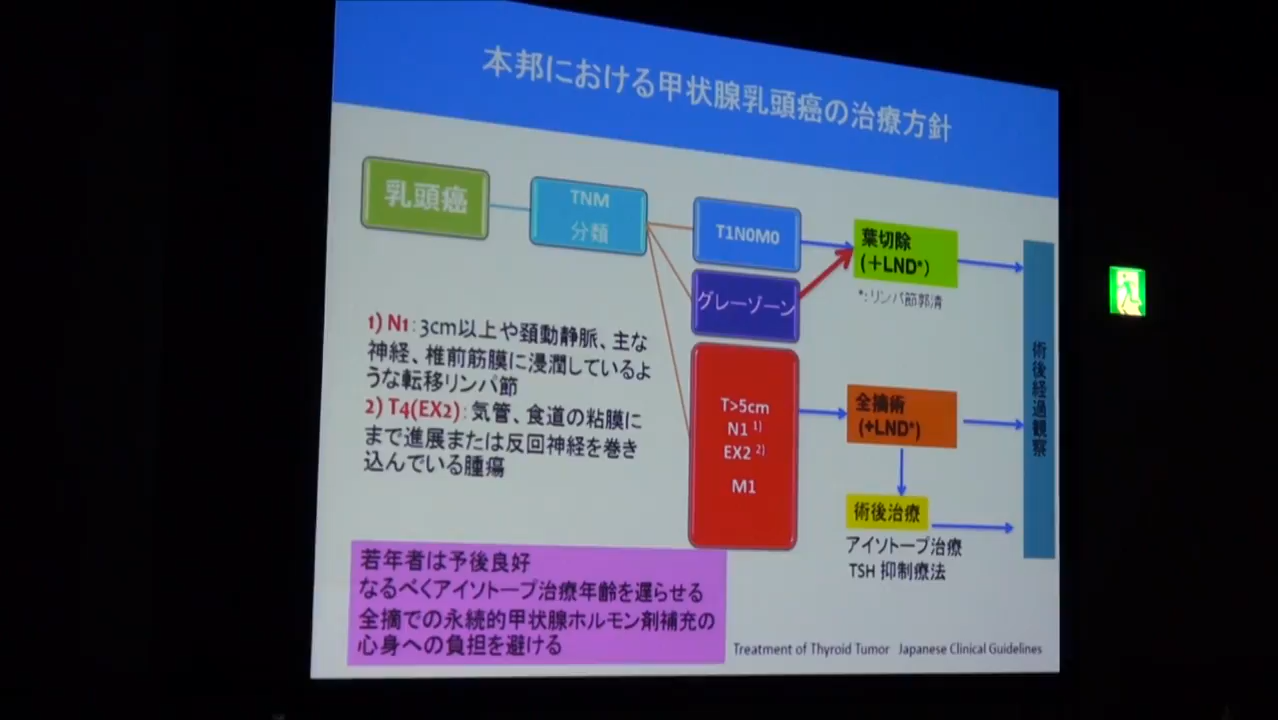 本邦における甲状腺乳頭癌の治療方針
乳頭癌
TNM
分類
T1N0M0
グレーゾーン
T>5cm
N1 1)
EX2 2)
M1
葉切除
(+LND*)
*:リンパ節郭清
全摘術
(+LND*)
術後治療
アイソトープ治療
TSH 抑制療法
術後経過観察
1) N1:3cm以上や頸動静脈、主な
神経、椎前筋膜に浸潤しているよ
うな転移リンパ節
2) T4(EX2):気管、食道の粘膜に
まで進展または反回神経を巻き
込んでいる腫瘍
若年者は予後良好
なるべくアイソトープ治療年齢を遅らせる
全摘での永続的甲状腺ホルモン剤補充の
心身への負担を避ける
Treatment of Thyroid Tumor Japanese Clinical Guidelines